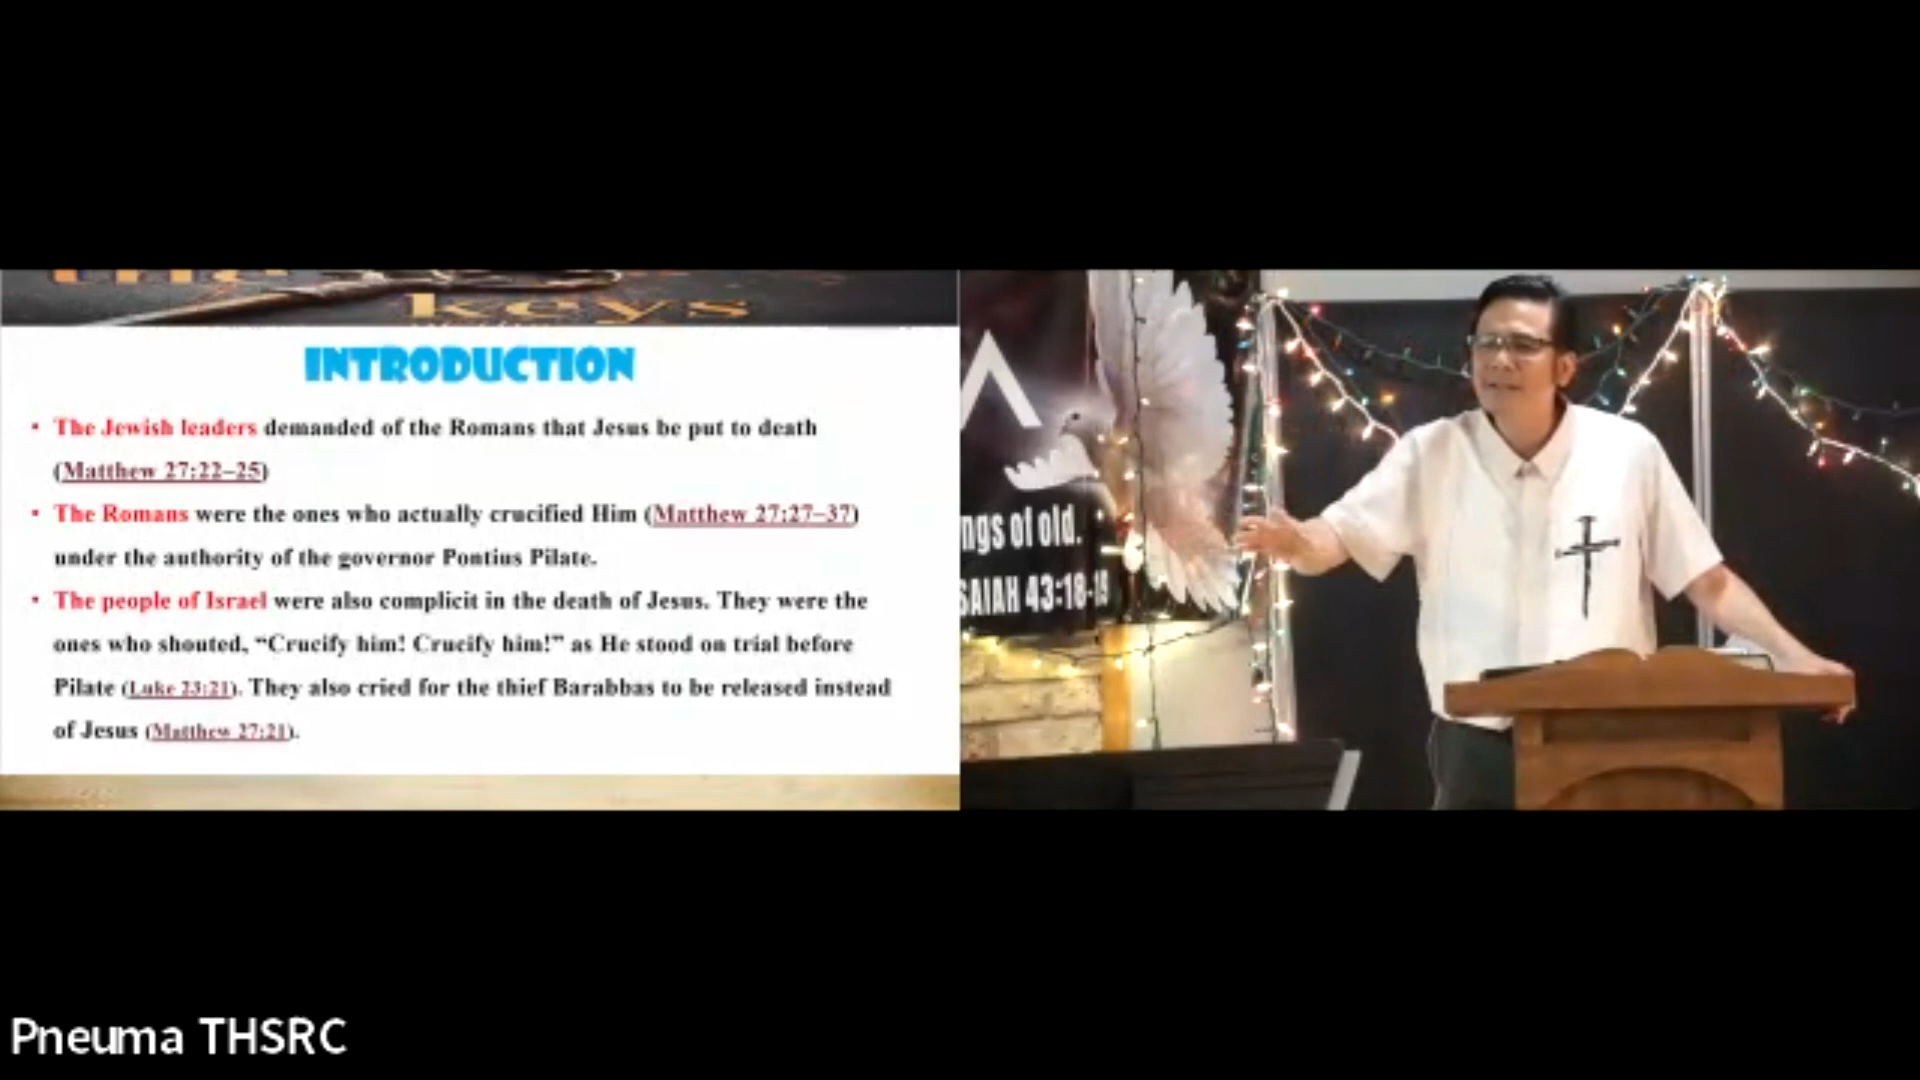 keys
INTRODUCTION
• The Jewish leaders demanded of the Romans that Jesus be put to death
(Matthew 27:22–25)
• The Romans were the ones who actually crucified Him (Matthew 27:27–37)
under the authority of the governor Pontius Pilate.
• The people of Israel were also complicit in the death of Jesus. They were the
ones who shouted, “Crucify him! Crucify him!” as He stood on trial before
Pilate (Luke 23:21). They also cried for the thief Barabbas to be released instead
of Jesus (Matthew 27:21).
ngs of old.
SAIAH 43:18-19
Pneuma THSRC